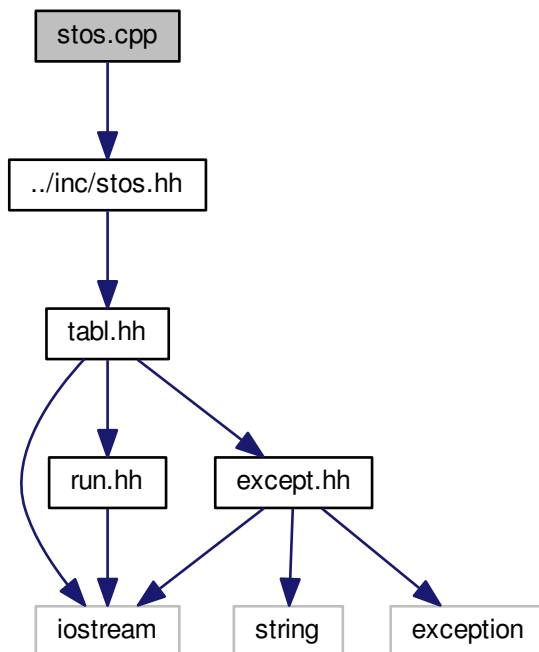 stos.cpp
../inc/stos.hh
tabl.hh
run.hh
except.hh
iostream
string
exception